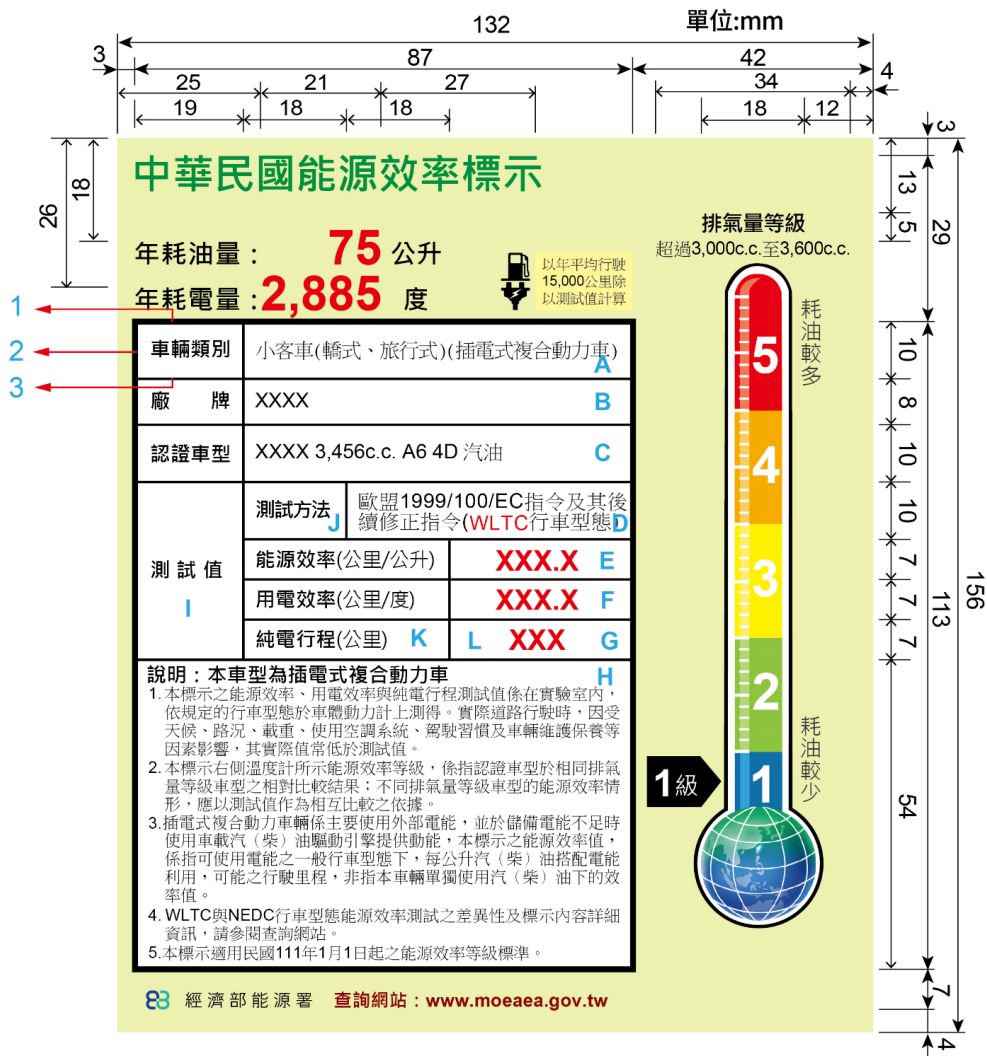 單位:mm
132
3
87
42
25
21
27
34
4
19
18
18
18
12
3
18
26
13
5
29
10
8
10
10
7
7
7
113
156
54
7
4
1
2
3
中華民國能源效率標示
年耗油量：
75 公升
年耗電量：2,885 度
以年平均行駛
15,000公里除
以測試值計算
車輛類別
小客車(轎式、旅行式)(插電式複合動力車)
A
廠 牌
XXXX
B
認證車型
XXXX 3,456c.c. A6 4D 汽油
C
測試值
I
測試方法
J
歐盟1999/100/EC指令及其後
續修正指令(WLTC行車型態)
D
能源效率(公里/公升)
XXX.X
E
用電效率(公里/度)
XXX.X
F
純電行程(公里)
K
L
XXX
G
說明：本車型為插電式複合動力車
H
1.本標示之能源效率、用電效率與純電行程測試值係在實驗室內，
依規定的行車型態於車體動力計上測得。實際道路行駛時，因受
天候、路況、載重、使用空調系統、駕駛習慣及車輛維護保養等
因素影響，其實際值常低於測試值。
2.本標示右側溫度計所示能源效率等級，係指認證車型於相同排氣
量等級車型之相對比較結果；不同排氣量等級車型的能源效率情
形，應以測試值作為相互比較之依據。
3.插電式複合動力車輛係主要使用外部電能，並於儲備電能不足時
使用車載汽（柴）油驅動引擎提供動能，本標示之能源效率值，
係指可使用電能之一般行車型態下，每公升汽（柴）油搭配電能
利用，可能之行駛里程，非指本車輛單獨使用汽（柴）油下的效
率值。
4.WLTC與NEDC行車型態能源效率測試之差異性及標示內容詳細
資訊，請參閱查詢網站。
5.本標示適用民國111年1月1日起之能源效率等級標準。
經濟部能源署 查詢網站：www.moeaea.gov.tw
排氣量等級
超過3,000c.c.至3,600c.c.
耗油較多
5
4
3
2
1
耗油較少
1級